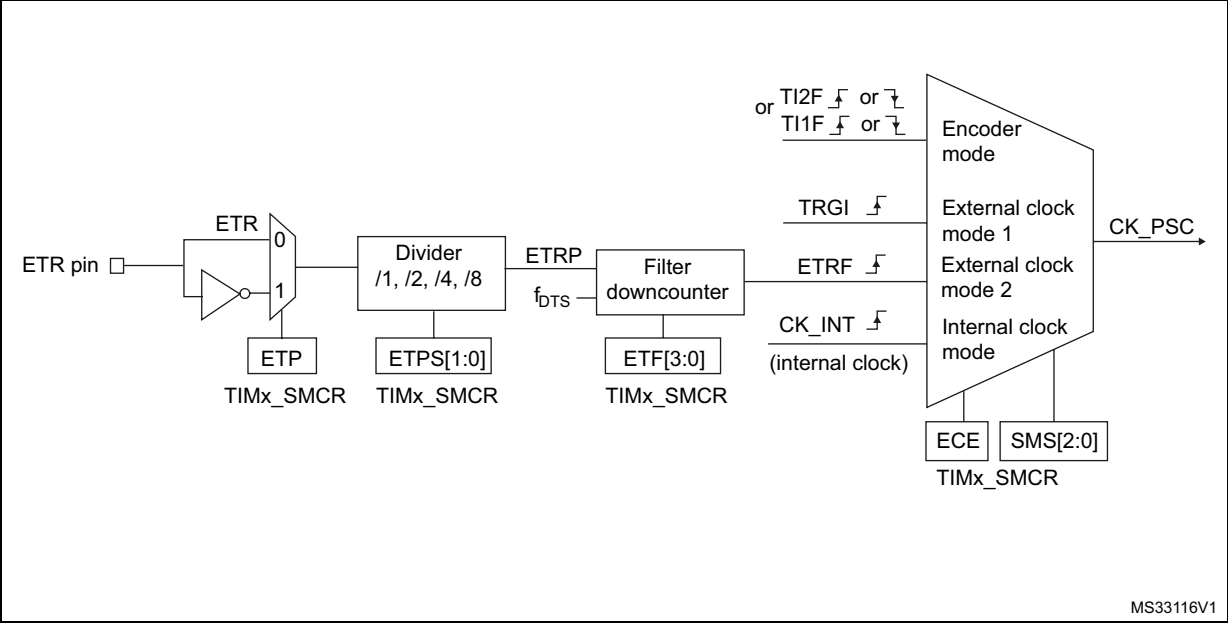 or TI2F or
TI1F or
Encoder
mode
TRGI
External clock
mode 1
CK_PSC
ETR
0
ETR pin
1
Divider
/1, /2, /4, /8
ETRP
Filter
downcounter
fDTS
ETRF
External clock
mode 2
CK_INT
(internal clock)
Internal clock
mode
ETP
TIMx_SMCR
ETPS[1:0]
TIMx_SMCR
ETF[3:0]
TIMx_SMCR
ECE
SMS[2:0]
TIMx_SMCR
MS33116V1